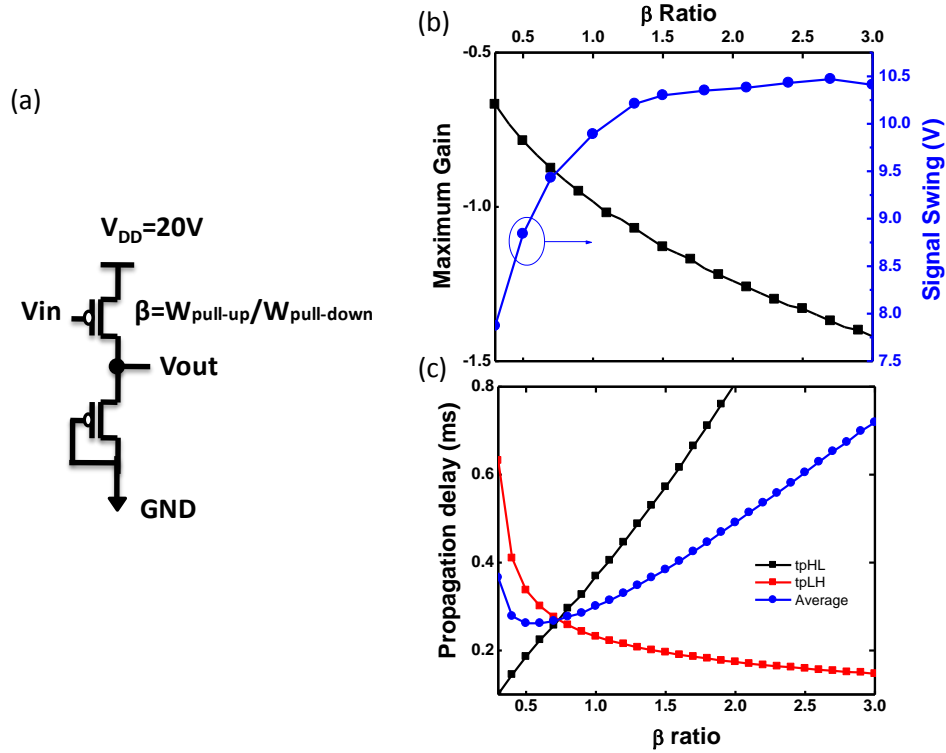 (a)
V_DD=20V
Vin
β=W_pull-up/W_pull-down
Vout
GND
(b)
β Ratio
0.5 1.0 1.5 2.0 2.5 3.0
Maximum Gain
-0.5
-1.0
-1.5
Signal Swing (V)
10.5
10.0
9.5
9.0
8.5
8.0
7.5
(c)
Propagation delay (ms)
0.8
0.6
0.4
0.2
tpHL
tpLH
Average
0.5 1.0 1.5 2.0 2.5 3.0
β ratio